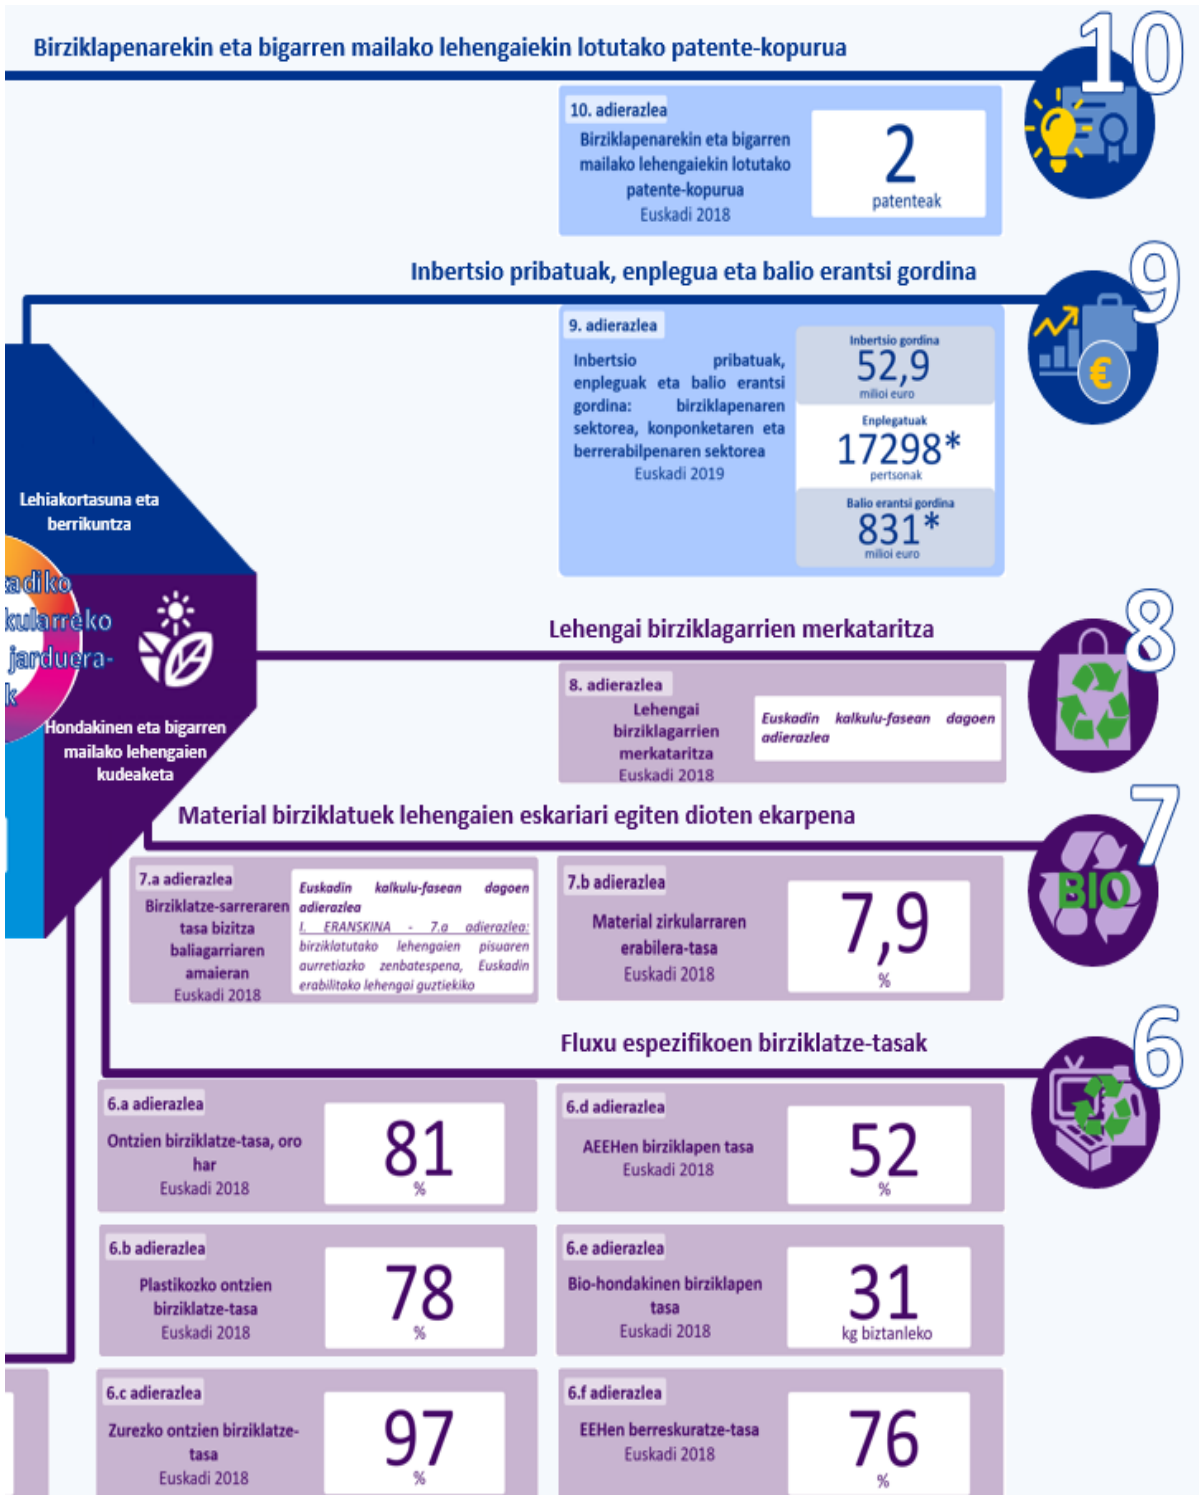 Birziklapenarekin eta bigarren mailako lehengaiekin lotutako patente-kopurua
10
10. adierazlea
Birziklapenarekin eta bigarren
mailako lehengaiekin lotutako
patente-kopurua
Euskadi 2018
2
patenteak
Inbertsio pribatuak, enplegua eta balio erantsi gordina
9
9. adierazlea
Inbertsio pribatuak,
enpleguak eta balio erantsi
gordina: birziklapenaren
sektorea, konponketaren eta
berrerabilpenaren sektorea
Euskadi 2019
Inbertsio gordina
52,9
milioi euro
Enplegatuak
17298*
pertsonak
Balio erantsi gordina
831*
milioi euro
Lehiakortasuna eta
berrikuntza
adiko
kularreko
jarduera-
k
Hondakinen eta bigarren
mailako lehengaien
kudeaketa
Lehengai birziklagarrien merkataritza
8
8. adierazlea
Lehengai
birziklagarrien
merkataritza
Euskadi 2018
Euskadin kalkulu-fasean dagoen
adierazlea
Material birziklatuek lehengaien eskariari egiten dioten ekarpena
7
BIO
7.a adierazlea
Birziklatze-sarreraren
tasa bizitza
baliagarriaren
amaieran
Euskadi 2018
Euskadin kalkulu-fasean dagoen
adierazlea
I. ERANSKINA - 7.a adierazlea:
birziklatutako lehengaien pisuaren
aurretiazko zenbatespena, Euskadin
erabilitako lehengai guztiekiko
7.b adierazlea
Material zirkularraren
erabilera-tasa
Euskadi 2018
7,9
%
Fluxu espezifikoen birziklatze-tasak
6
6.a adierazlea
Ontzien birziklatze-tasa, oro
har
Euskadi 2018
81
%
6.d adierazlea
AEEHen birziklapen tasa
Euskadi 2018
52
%
6.b adierazlea
Plastikozko ontzien
birziklatze-tasa
Euskadi 2018
78
%
6.e adierazlea
Bio-hondakinen birziklapen
tasa
Euskadi 2018
31
kg biztanleko
6.c adierazlea
Zurezko ontzien birziklatze-
tasa
Euskadi 2018
97
%
6.f adierazlea
EEHen berreskuratze-tasa
Euskadi 2018
76
%